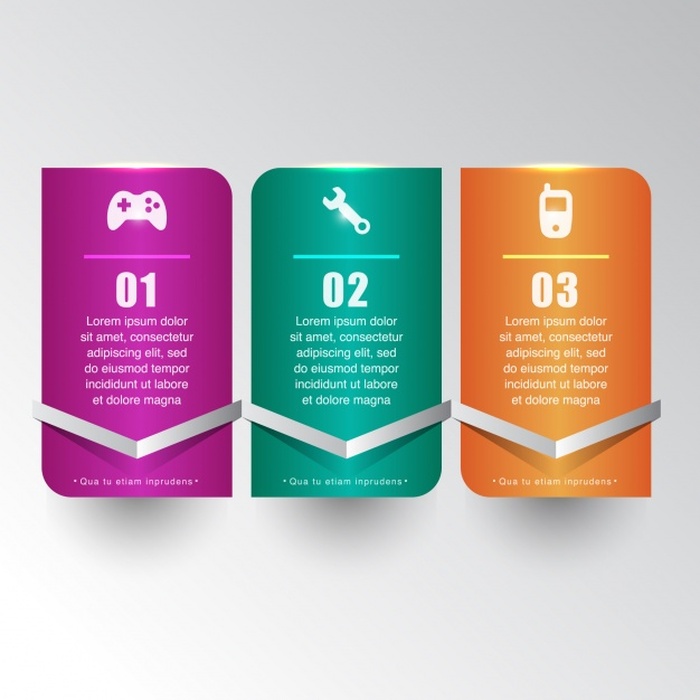 01
Lorem ipsum dolor
sit amet, consectetur
adipiscing elit, sed
do eiusmod tempor
incididunt ut labore
et dolore magna
• Qua tu etiam inprudens •
02
Lorem ipsum dolor
sit amet, consectetur
adipiscing elit, sed
do eiusmod tempor
incididunt ut labore
et dolore magna
• Qua tu etiam inprudens •
03
Lorem ipsum dolor
sit amet, consectetur
adipiscing elit, sed
do eiusmod tempor
incididunt ut labore
et dolore magna
• Qua tu etiam inprudens •